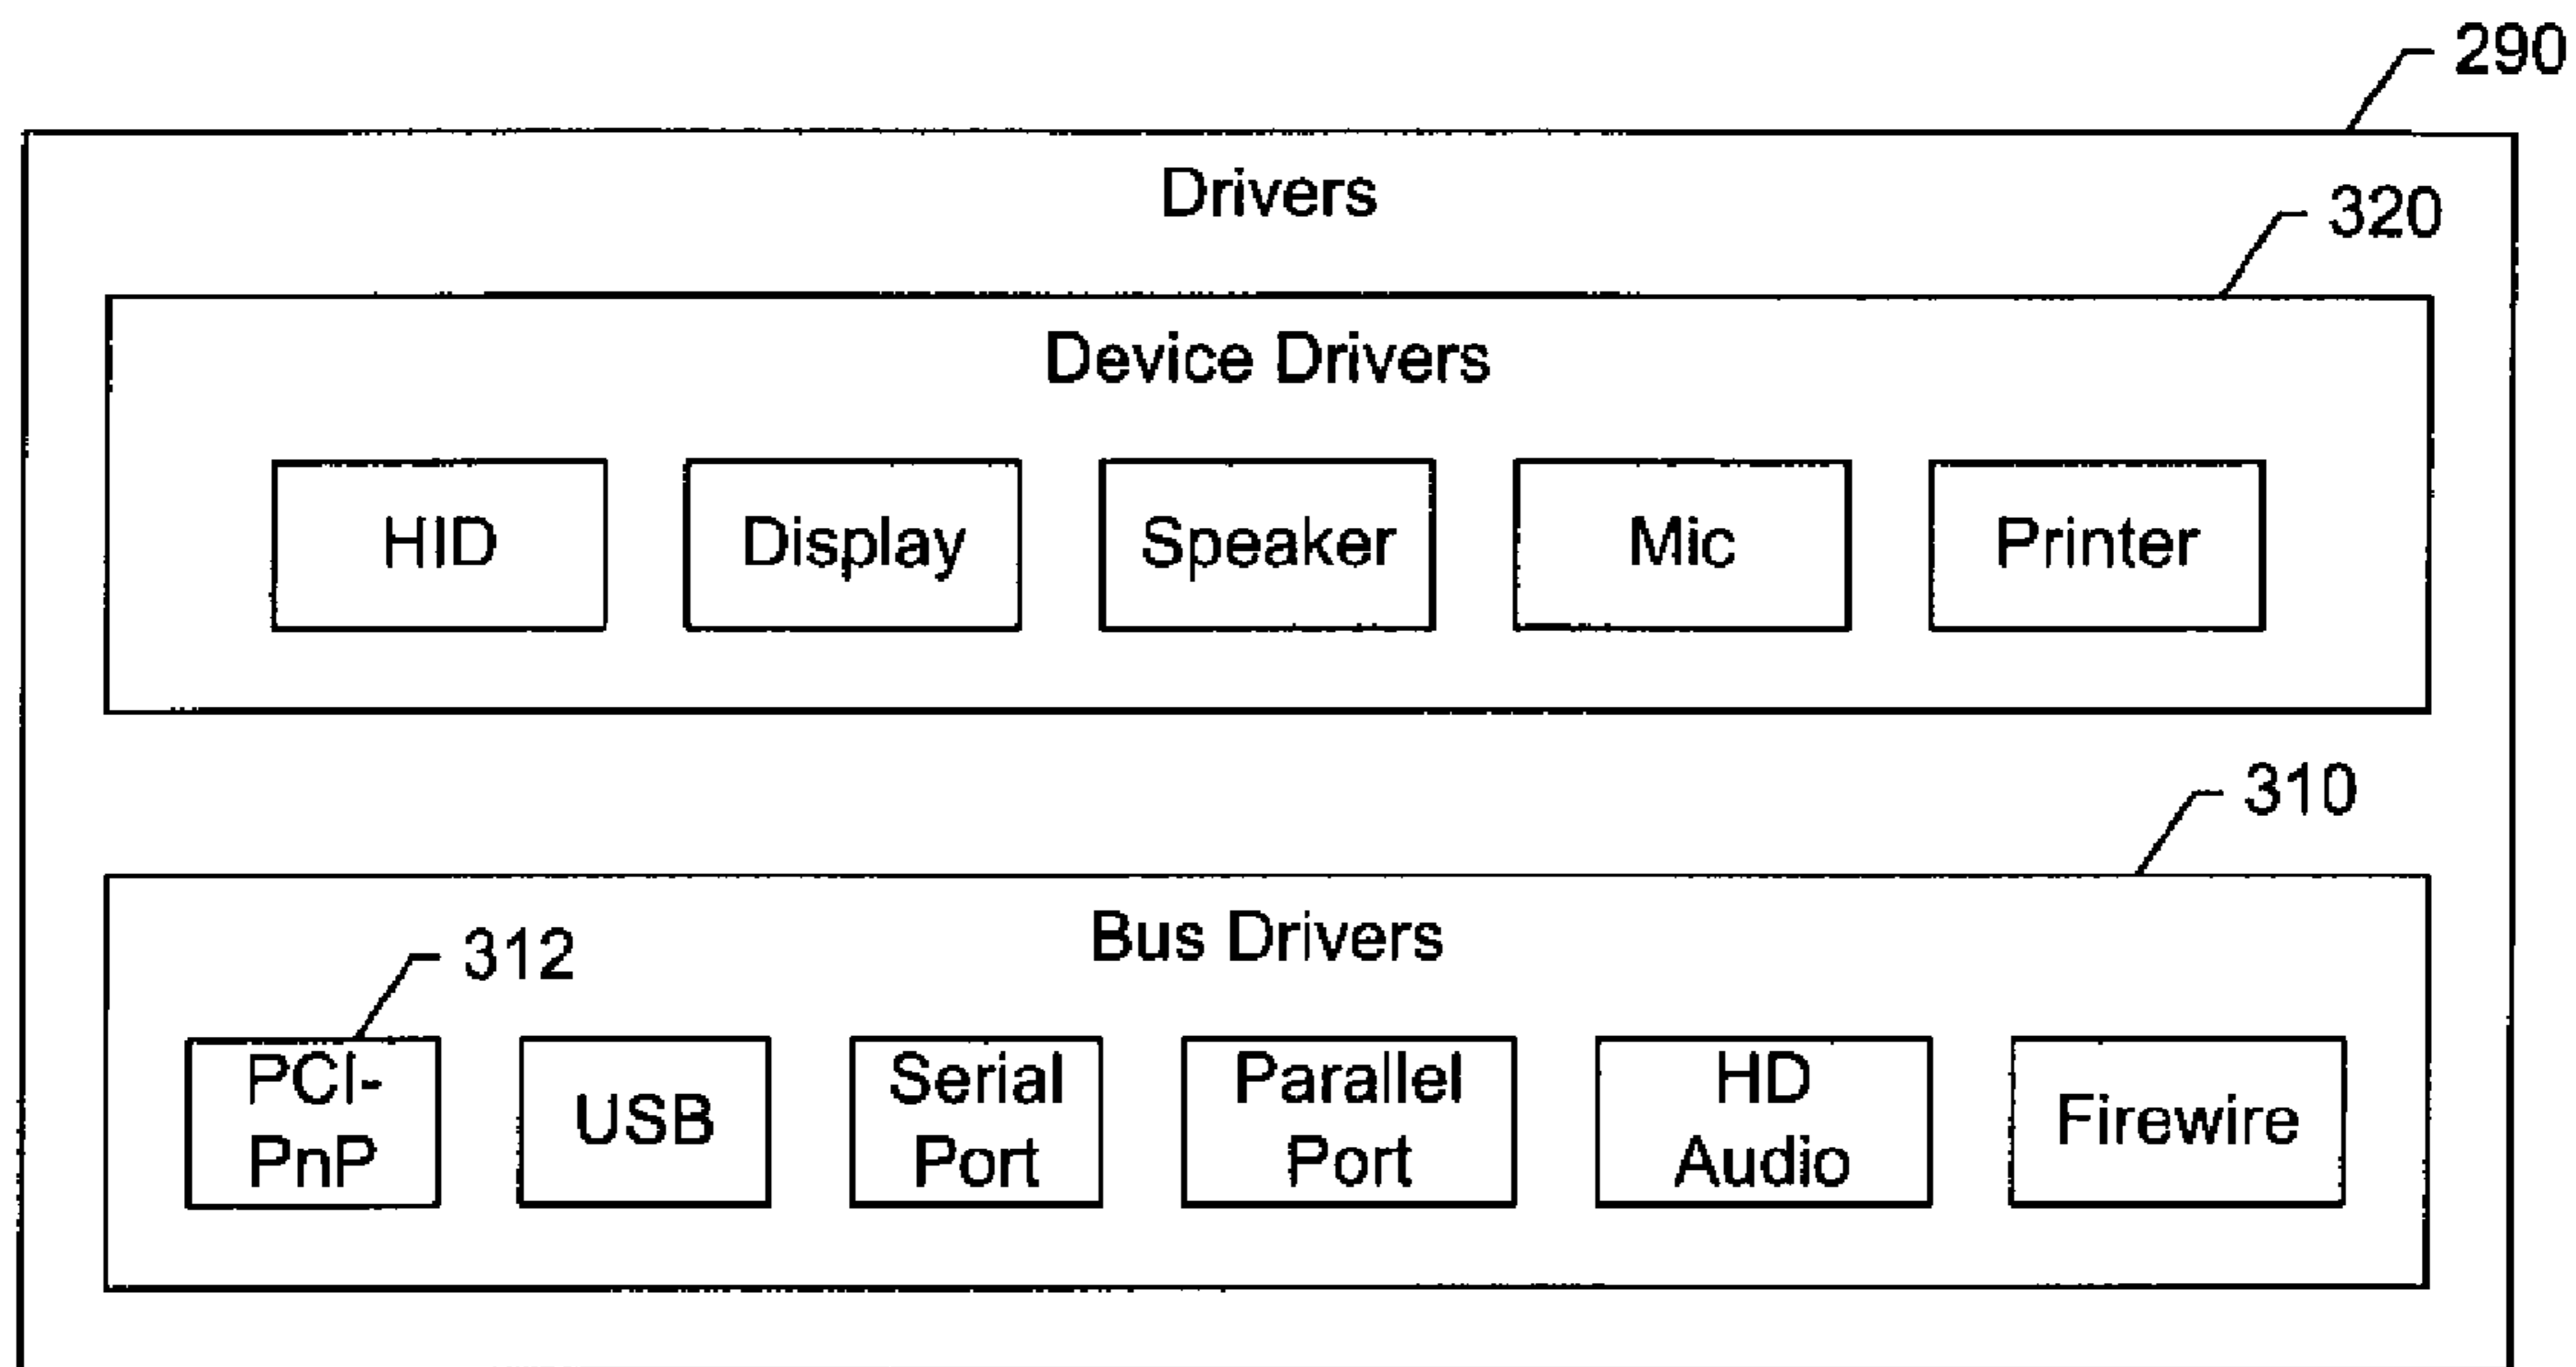 290
Drivers
320
Device Drivers
HID
Display
Speaker
Mic
Printer
310
Bus Drivers
312
PCI-
PnP
USB
Serial
Port
Parallel
Port
HD
Audio
Firewire